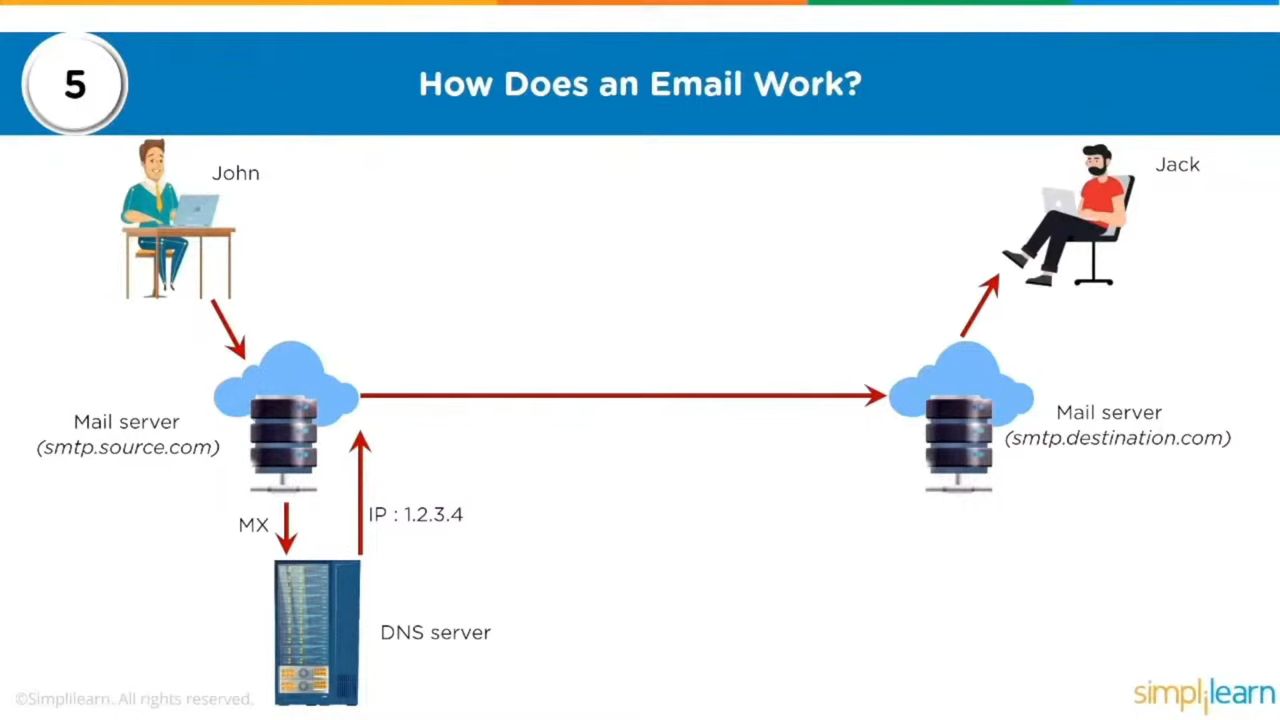 5
How Does an Email Work?
John
Jack
Mail server
(smtp.source.com)
Mail server
(smtp.destination.com)
MX
IP : 1.2.3.4
DNS server
©Simplilearn. All rights reserved.
simplilearn